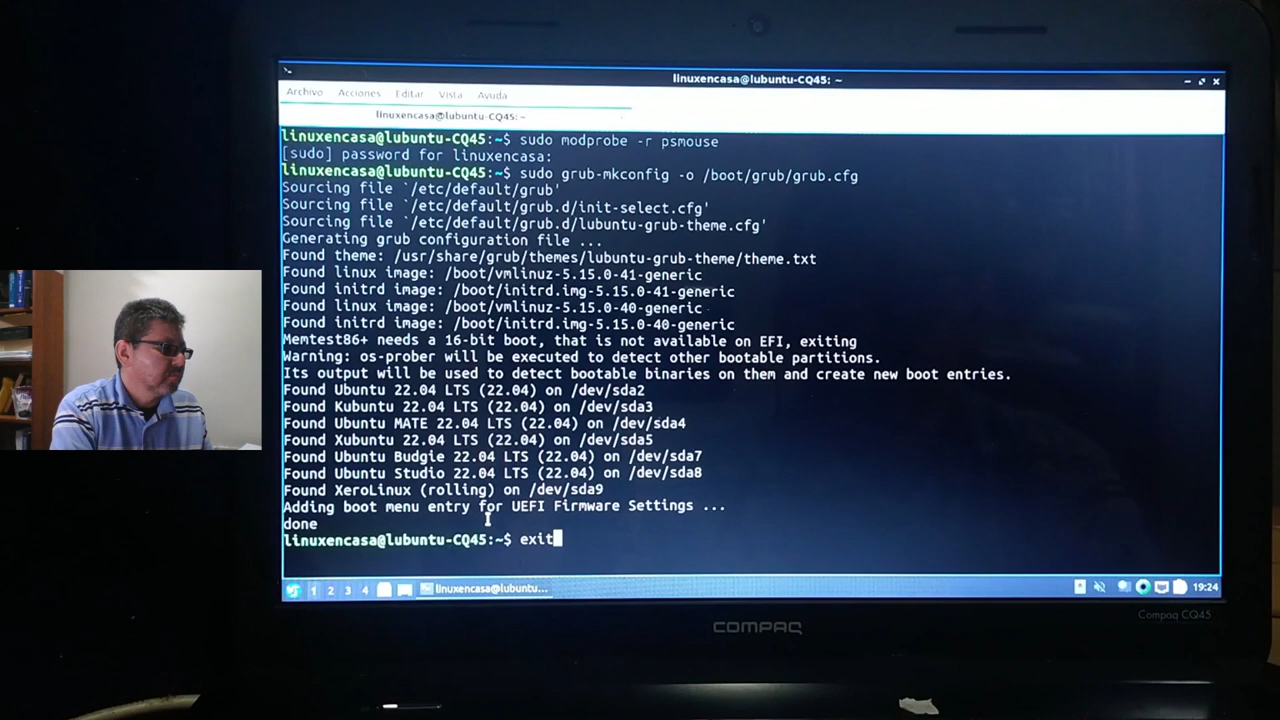 linuxencasa@lubuntu-CQ45: ~
Archivo Acciones Editar Vista Ayuda
linuxencasa@lubuntu-CQ45: ~
linuxencasa@lubuntu-CQ45:~$ sudo modprobe -r psmouse
[sudo] password for linuxencasa:
linuxencasa@lubuntu-CQ45:~$ sudo grub-mkconfig -o /boot/grub/grub.cfg
Sourcing file `/etc/default/grub'
Sourcing file `/etc/default/grub.d/init-select.cfg'
Sourcing file `/etc/default/grub.d/lubuntu-grub-theme.cfg'
Generating grub configuration file ...
Found theme: /usr/share/grub/themes/lubuntu-grub-theme/theme.txt
Found linux image: /boot/vmlinuz-5.15.0-41-generic
Found initrd image: /boot/initrd.img-5.15.0-41-generic
Found linux image: /boot/vmlinuz-5.15.0-40-generic
Found initrd image: /boot/initrd.img-5.15.0-40-generic
Memtest86+ needs a 16-bit boot, that is not available on EFI, exiting
Warning: os-prober will be executed to detect other bootable partitions.
Its output will be used to detect bootable binaries on them and create new boot entries.
Found Ubuntu 22.04 LTS (22.04) on /dev/sda2
Found Kubuntu 22.04 LTS (22.04) on /dev/sda3
Found Ubuntu MATE 22.04 LTS (22.04) on /dev/sda4
Found Xubuntu 22.04 LTS (22.04) on /dev/sda5
Found Ubuntu Budgie 22.04 LTS (22.04) on /dev/sda7
Found Ubuntu Studio 22.04 LTS (22.04) on /dev/sda8
Found XeroLinux (rolling) on /dev/sda9
Adding boot menu entry for UEFI Firmware Settings ...
done
linuxencasa@lubuntu-CQ45:~$ exit
1 2 3 4 linuxencasa@lubuntu... 19:24
Compaq CQ45
COMPAQ